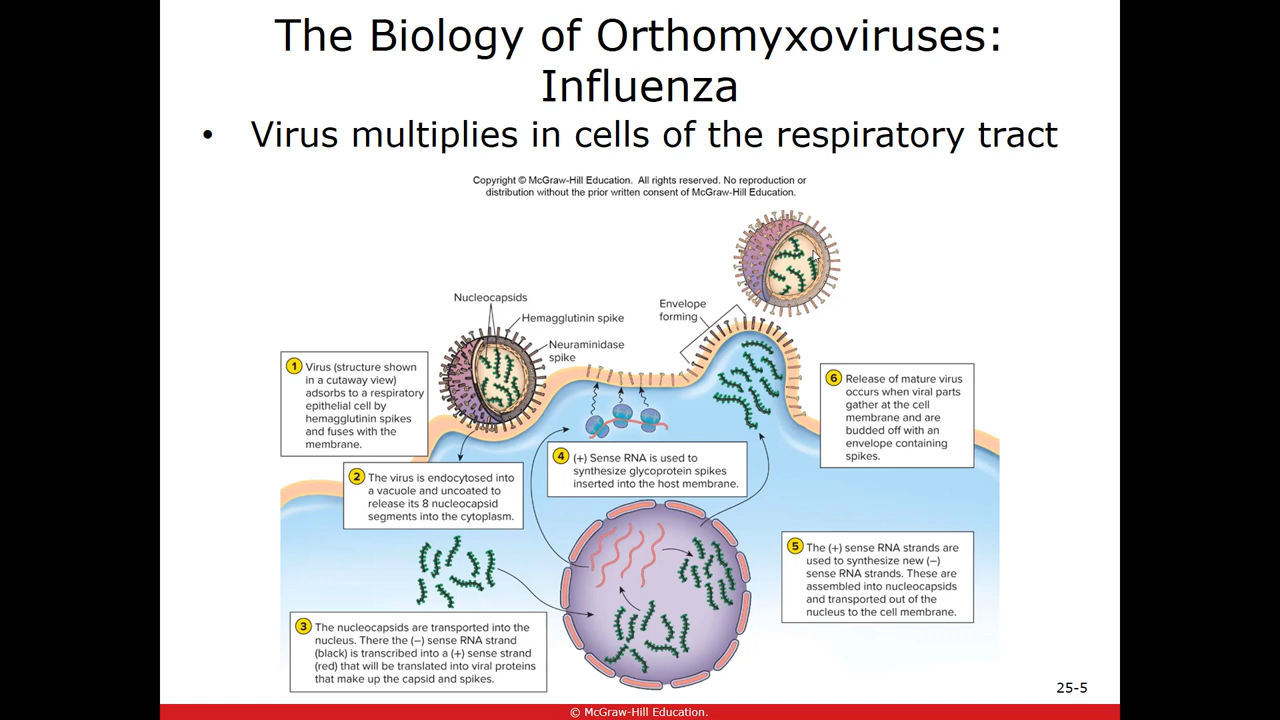 The Biology of Orthomyxoviruses:
Influenza
• Virus multiplies in cells of the respiratory tract
Copyright © McGraw-Hill Education. All rights reserved. No reproduction or
distribution without the prior written consent of McGraw-Hill Education.
Nucleocapsids
Hemagglutinin spike
Neuraminidase
spike
Envelope
forming
1 Virus (structure shown
in a cutaway view)
adsorbs to a respiratory
epithelial cell by
hemagglutinin spikes
and fuses with the
membrane.
2 The virus is endocytosed into
a vacuole and uncoated to
release its 8 nucleocapsid
segments into the cytoplasm.
3 The nucleocapsids are transported into the
nucleus. There the (−) sense RNA strand
(black) is transcribed into a (+) sense strand
(red) that will be translated into viral proteins
that make up the capsid and spikes.
4 (+) Sense RNA is used to
synthesize glycoprotein spikes
inserted into the host membrane.
5 The (+) sense RNA strands are
used to synthesize new (−)
sense RNA strands. These are
assembled into nucleocapsids
and transported out of the
nucleus to the cell membrane.
6 Release of mature virus
occurs when viral parts
gather at the cell
membrane and are
budded off with an
envelope containing
spikes.
25-5
© McGraw-Hill Education.